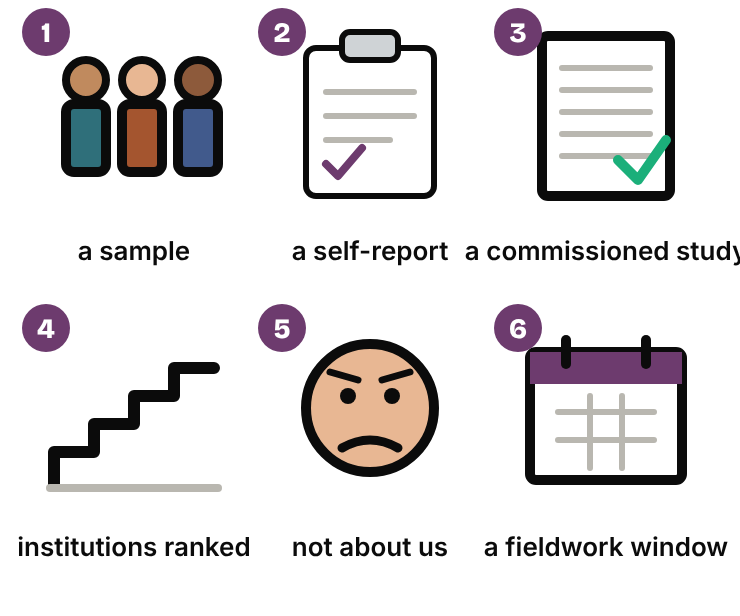 1
2
3
a sample
a self-report
a commissioned study
4
5
6
institutions ranked
not about us
a fieldwork window